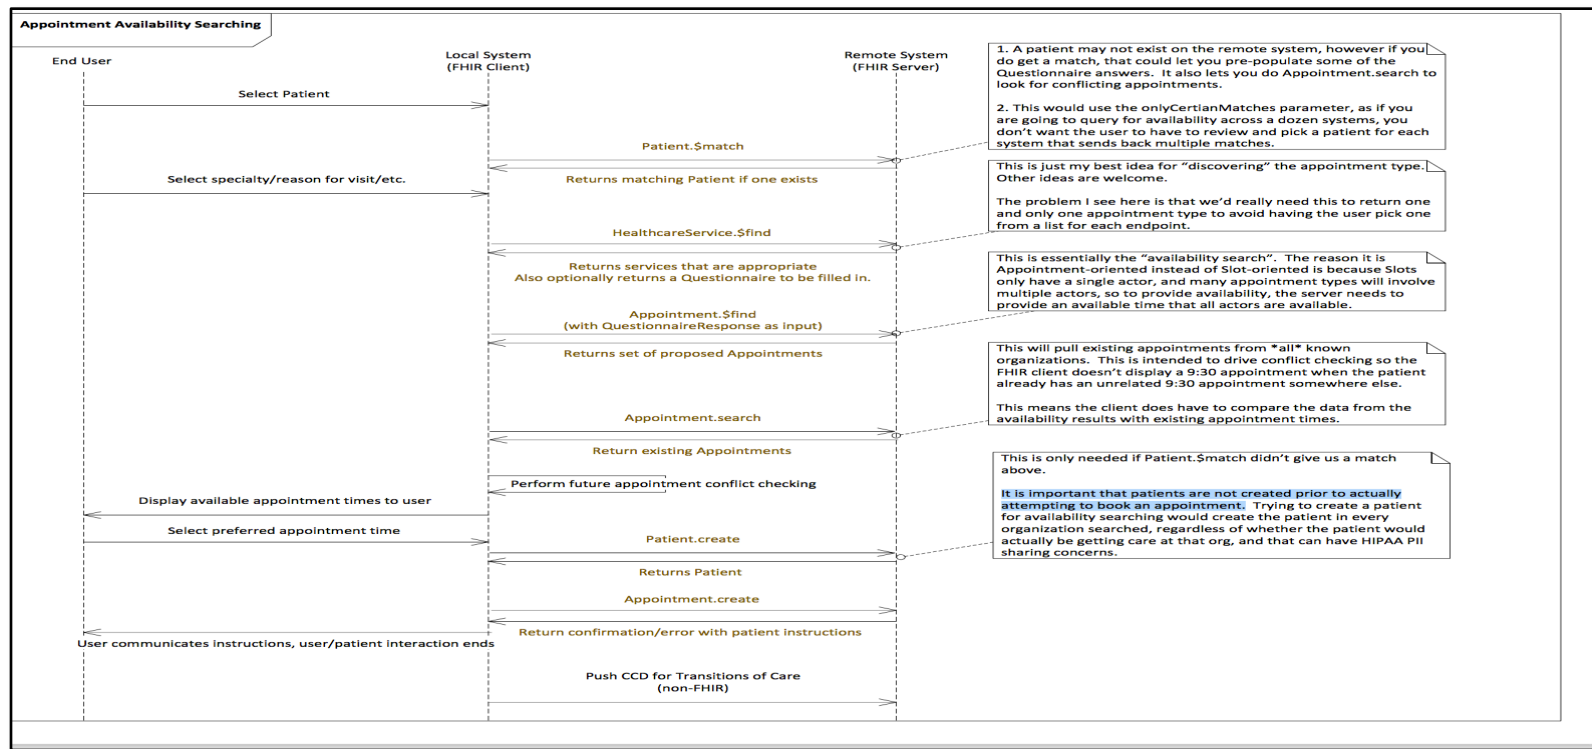 Appointment Availability Searching
End User
Local System
(FHIR Client)
Remote System
(FHIR Server)
1. A patient may not exist on the remote system, however if you
do get a match, that could let you pre-populate some of the
Questionnaire answers.  It also lets you do Appointment.search to
look for conflicting appointments.
2. This would use the onlyCertianMatches parameter, as if you
are going to query for availability across a dozen systems, you
don't want the user to have to review and pick a patient for each
system that sends back multiple matches.
Select Patient
Patient.$match
Returns matching Patient if one exists
This is just my best idea for "discovering" the appointment type.
Other ideas are welcome.
The problem I see here is that we'd really need this to return one
and only one appointment type to avoid having the user pick one
from a list for each endpoint.
Select specialty/reason for visit/etc.
HealthcareService.$find
Returns services that are appropriate
Also optionally returns a Questionnaire to be filled in.
This is essentially the "availability search".  The reason it is
Appointment-oriented instead of Slot-oriented is because Slots
only have a single actor, and many appointment types will involve
multiple actors, so to provide availability, the server needs to
provide an available time that all actors are available.
Appointment.$find
(with QuestionnaireResponse as input)
Returns set of proposed Appointments
This will pull existing appointments from *all* known
organizations.  This is intended to drive conflict checking so the
FHIR client doesn't display a 9:30 appointment when the patient
already has an unrelated 9:30 appointment somewhere else.
This means the client does have to compare the data from the
availability results with existing appointment times.
Appointment.search
Return existing Appointments
Perform future appointment conflict checking
Display available appointment times to user
Select preferred appointment time
This is only needed if Patient.$match didn't give us a match
above.
It is important that patients are not created prior to actually
attempting to book an appointment.  Trying to create a patient
for availability searching would create the patient in every
organization searched, regardless of whether the patient would
actually be getting care at that org, and that can have HIPAA PII
sharing concerns.
Patient.create
Returns Patient
Appointment.create
Return confirmation/error with patient instructions
User communicates instructions, user/patient interaction ends
Push CCD for Transitions of Care
(non-FHIR)